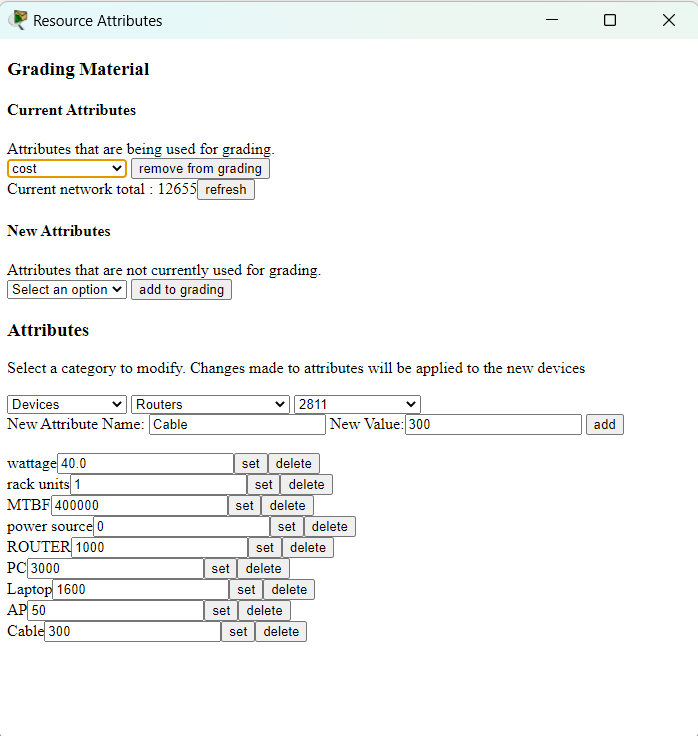 Resource Attributes
Grading Material
Current Attributes
Attributes that are being used for grading.
cost remove from grading
Current network total : 12655 refresh
New Attributes
Attributes that are not currently used for grading.
Select an option add to grading
Attributes
Select a category to modify. Changes made to attributes will be applied to the new devices
Devices Routers 2811
New Attribute Name: Cable New Value: 300 add
wattage 40.0 set delete
rack units 1 set delete
MTBF 400000 set delete
power source 0 set delete
ROUTER 1000 set delete
PC 3000 set delete
Laptop 1600 set delete
AP 50 set delete
Cable 300 set delete